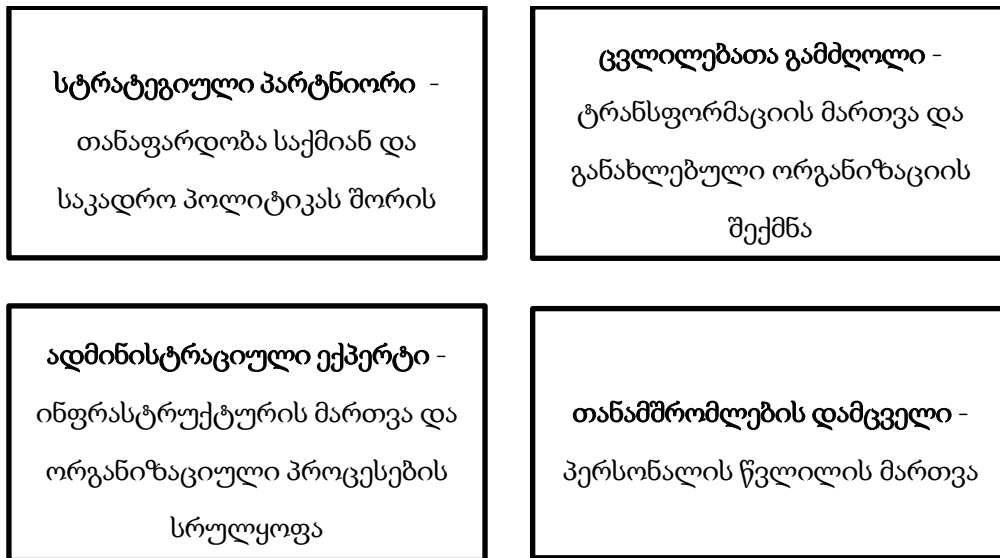 სტრატეგიული პარტნიორი -
თანაფარდობა საქმიან და
საკადრო პოლიტიკას შორის
ცვლილებათა გამძღოლი -
ტრანსფორმაციის მართვა და
განახლებული ორგანიზაციის
შექმნა
ადმინისტრაციული ექპერტი -
ინფრასტრუქტურის მართვა და
ორგანიზაციული პროცესების
სრულყოფა
თანამშრომლების დამცველი -
პერსონალის წვლილის მართვა